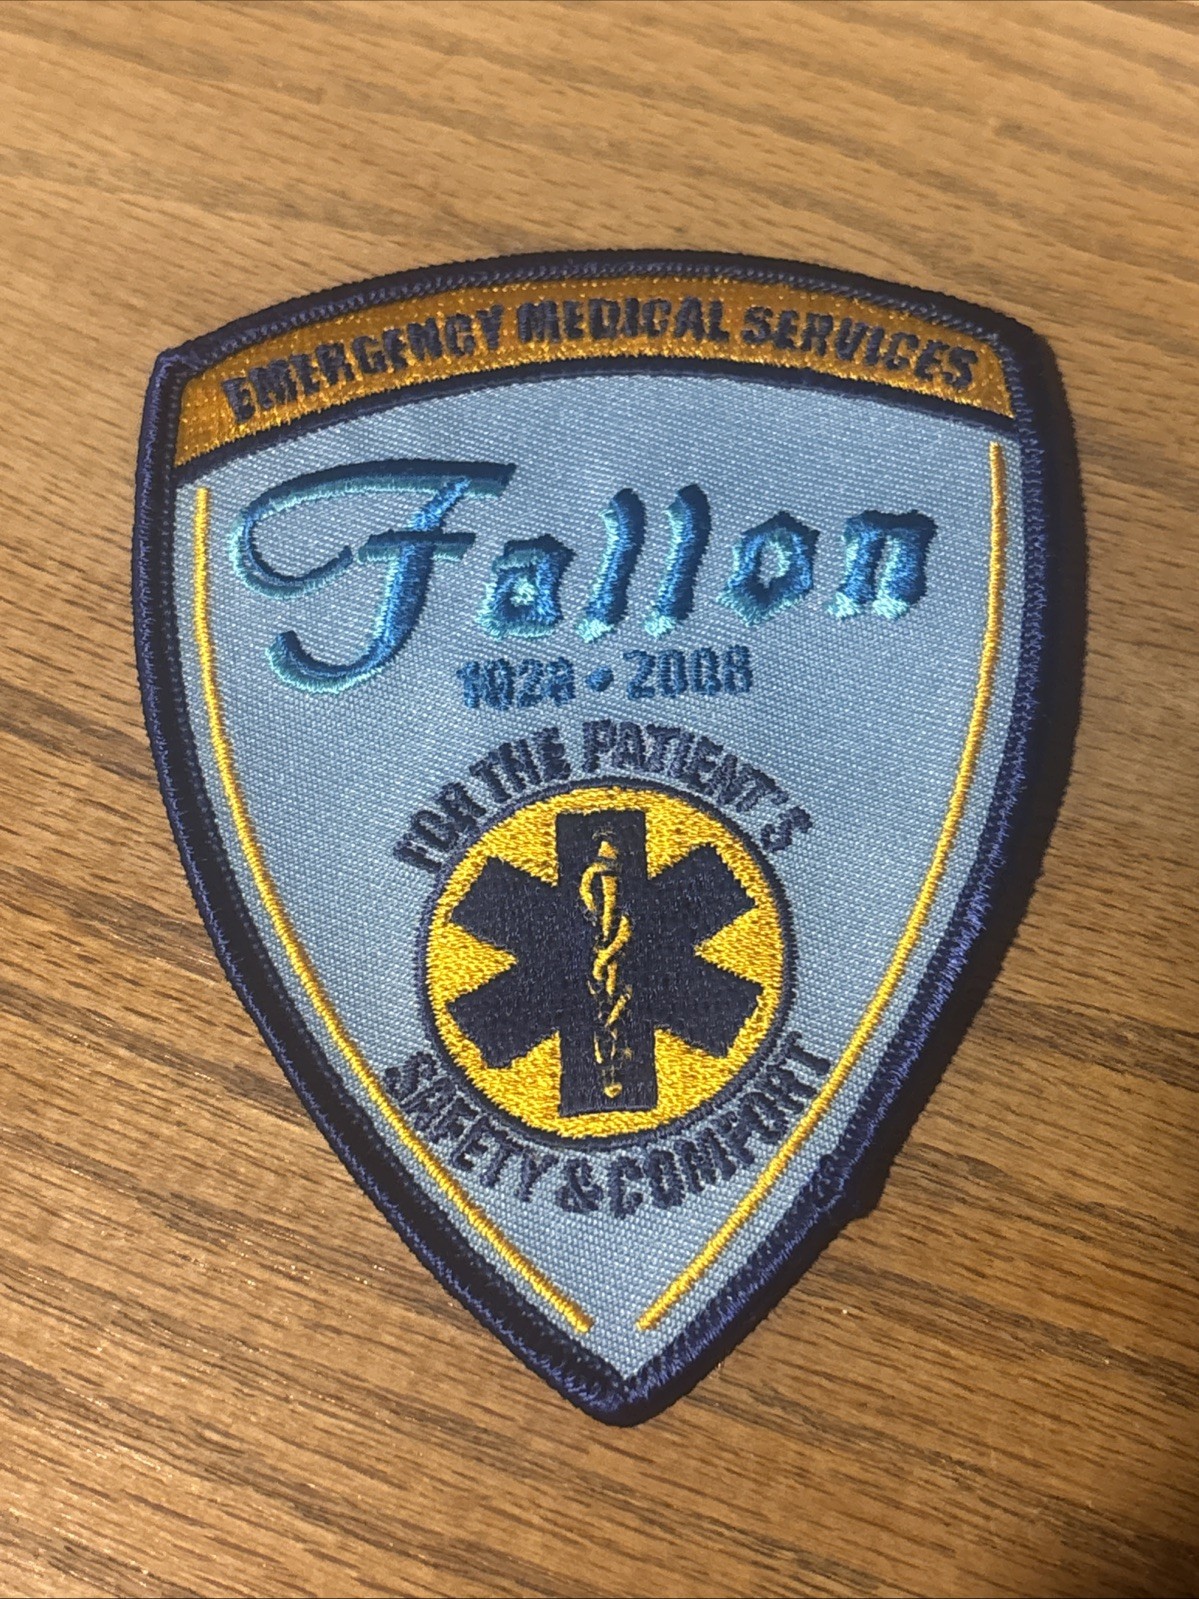 EMERGENCY MEDICAL SERVICES
Fallon
1928 • 2008
FOR THE PATIENT'S
SAFETY & COMFORT